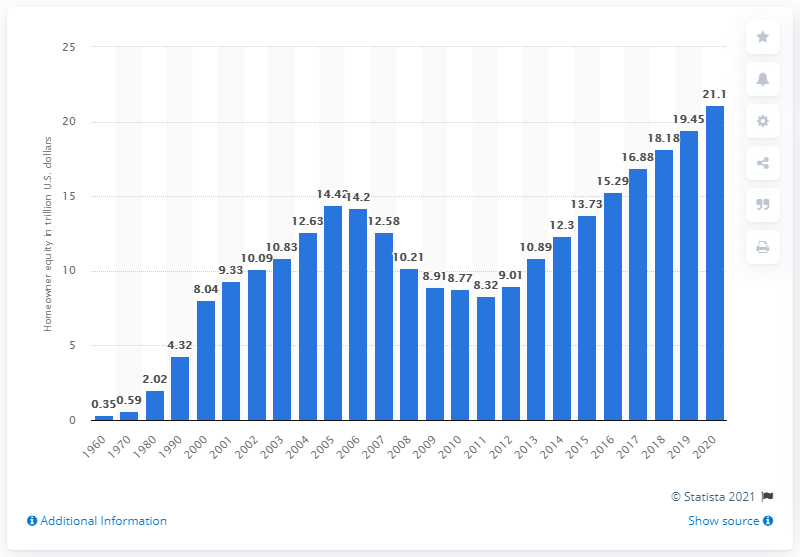 25
20
15
10
5
0
Homeowner equity in trillion U.S. dollars
0.35 0.59 2.02 4.32 8.04 9.33 10.09 10.83 12.63 14.42 14.2 12.58 10.21 8.91 8.77 8.32 9.01 10.89 12.3 13.73 15.29 16.88 18.18 19.45 21.1
1960 1970 1980 1990 2000 2001 2002 2003 2004 2005 2006 2007 2008 2009 2010 2011 2012 2013 2014 2015 2016 2017 2018 2019 2020
© Statista 2021
Additional Information
Show source